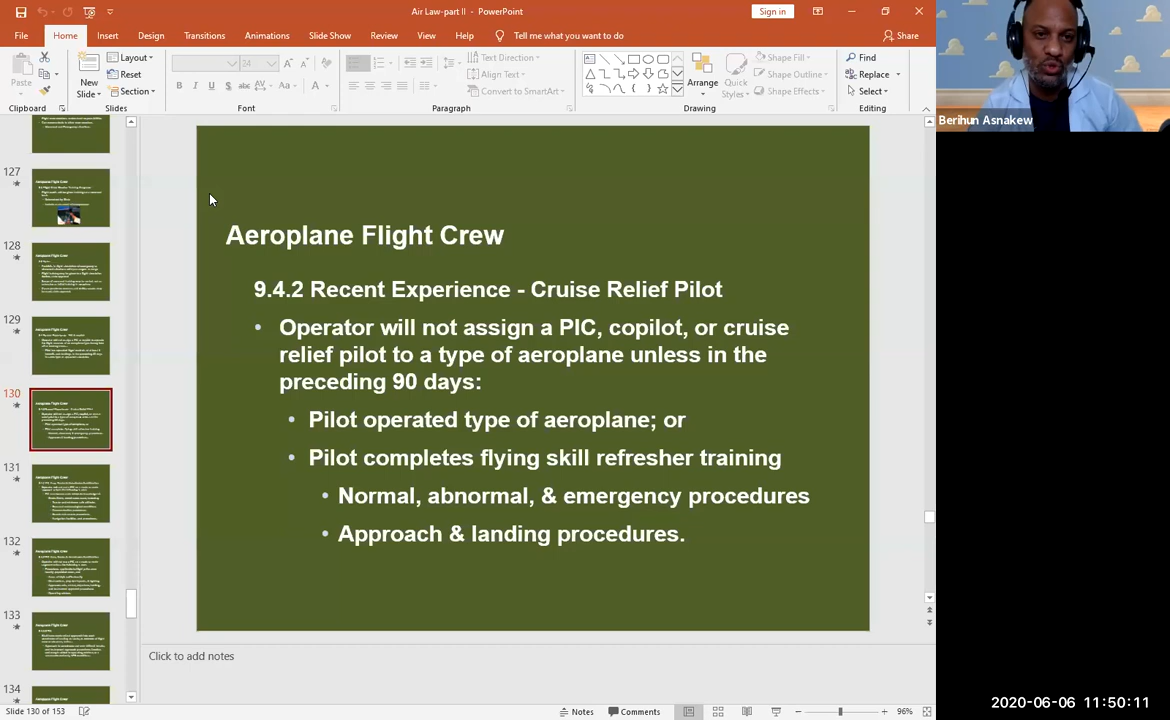 Air Law-part II - PowerPoint
Sign in
File Home Insert Design Transitions Animations Slide Show Review View Help Tell me what you want to do Share
Paste
New Slide
Layout
Reset
Section
24
B I U S abc AV Aa A
Text Direction
Align Text
Convert to SmartArt
Arrange
Quick Styles
Shape Fill
Shape Outline
Shape Effects
Find
Replace
Select
Clipboard Slides Font Paragraph Drawing Editing
Berihun Asnakew
127
128
129
130
131
132
133
134
Aeroplane Flight Crew
9.4.2 Recent Experience - Cruise Relief Pilot
• Operator will not assign a PIC, copilot, or cruise
relief pilot to a type of aeroplane unless in the
preceding 90 days:
• Pilot operated type of aeroplane; or
• Pilot completes flying skill refresher training
• Normal, abnormal, & emergency procedures
• Approach & landing procedures.
Click to add notes
Slide 130 of 153
Notes
Comments
96%
2020-06-06 11:50:11